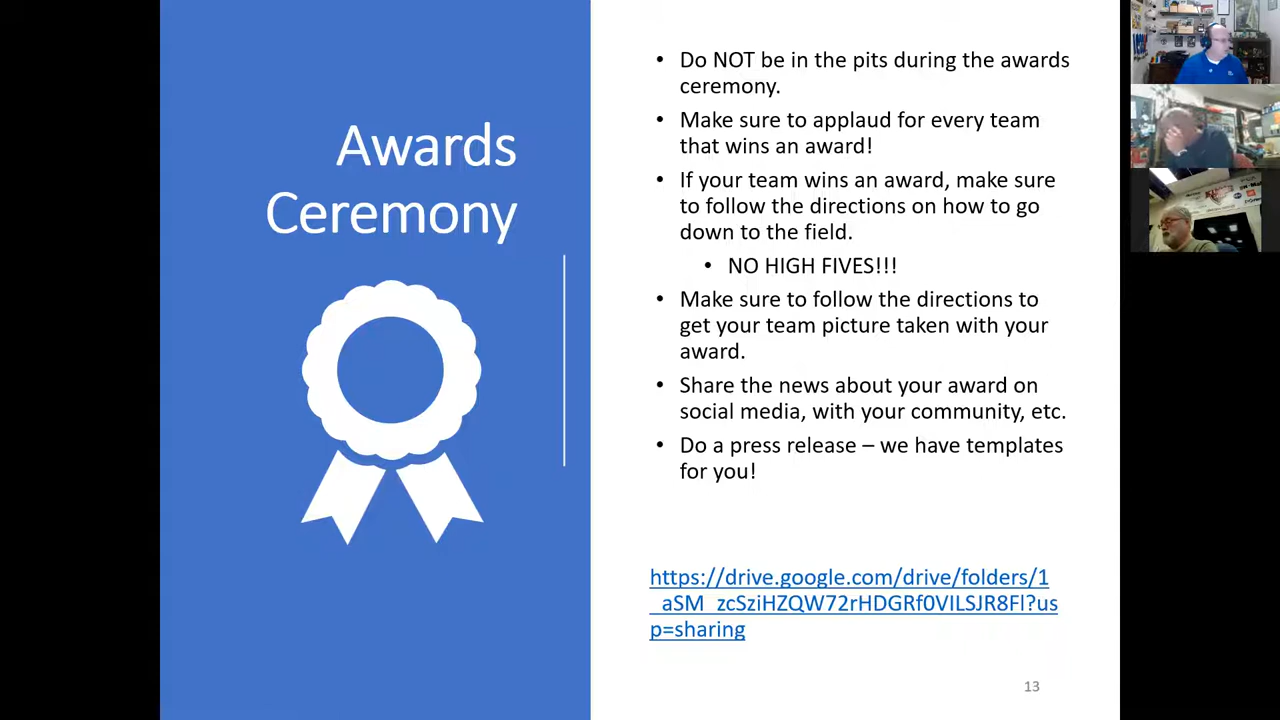 Awards
Ceremony
• Do NOT be in the pits during the awards
ceremony.
• Make sure to applaud for every team
that wins an award!
• If your team wins an award, make sure
to follow the directions on how to go
down to the field.
• NO HIGH FIVES!!!
• Make sure to follow the directions to
get your team picture taken with your
award.
• Share the news about your award on
social media, with your community, etc.
• Do a press release – we have templates
for you!
https://drive.google.com/drive/folders/1
_aSM_zcSziHZQW72rHDGRf0VILSJR8Fl?us
p=sharing
13